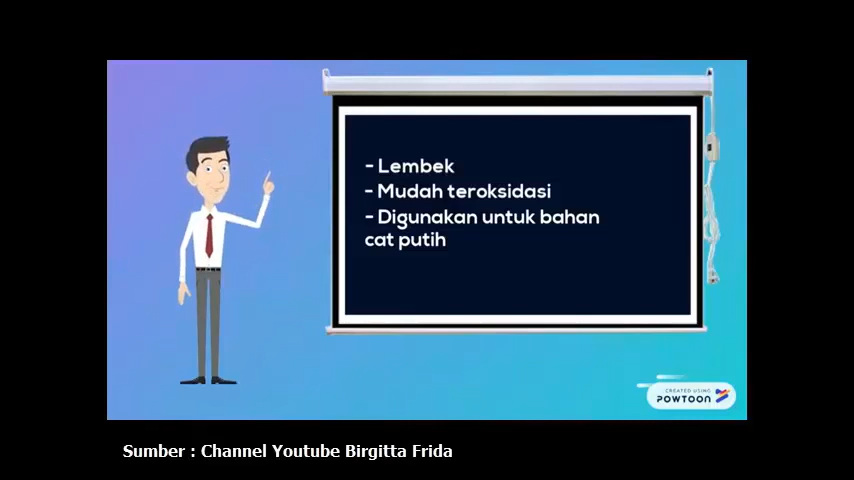 - Lembek
- Mudah teroksidasi
- Digunakan untuk bahan
cat putih
CREATED USING
POWTOON
Sumber : Channel Youtube Birgitta Frida